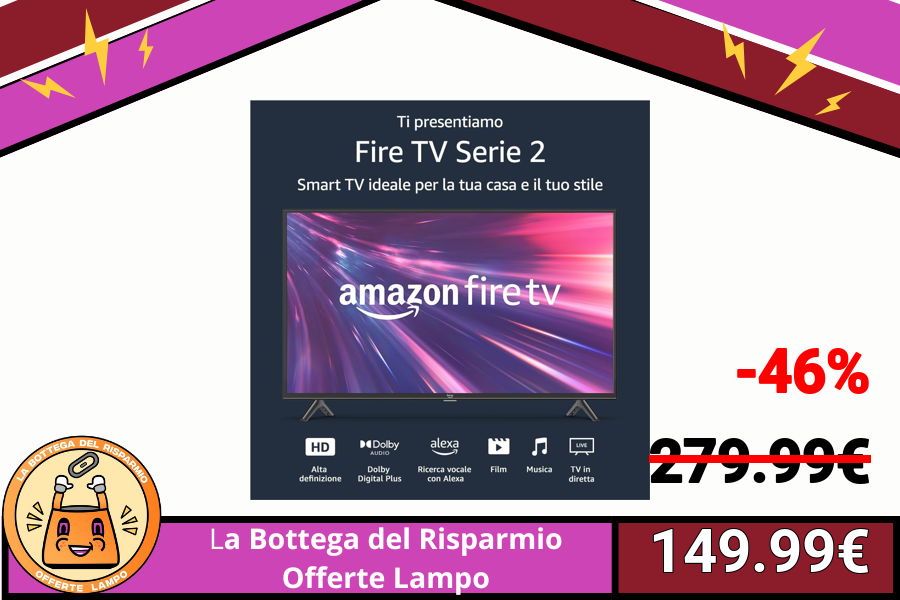 Ti presentiamo
Fire TV Serie 2
Smart TV ideale per la tua casa e il tuo stile
amazon fire tv
HD
Dolby
AUDIO
alexa
LIVE
Alta
definizione
Dolby
Digital Plus
Ricerca vocale
con Alexa
Film
Musica
TV in
diretta
-46%
279.99€
149.99€
LA BOTTEGA DEL RISPARMIO
OFFERTE LAMPO
La Bottega del Risparmio
Offerte Lampo